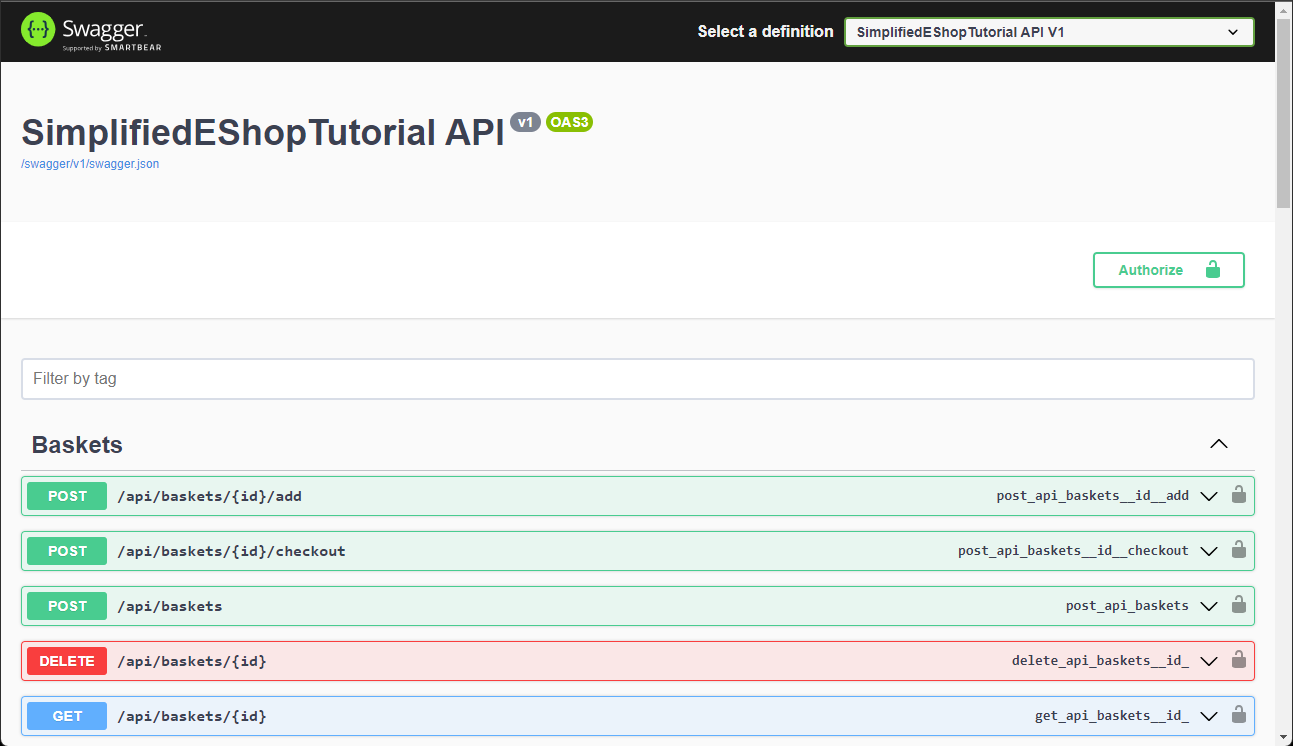 Swagger
Supported by SMARTBEAR
Select a definition
SimplifiedEShopTutorial API V1
SimplifiedEShopTutorial API v1 OAS3
/swagger/v1/swagger.json
Authorize
Filter by tag
Baskets
POST /api/baskets/{id}/add post_api_baskets__id__add
POST /api/baskets/{id}/checkout post_api_baskets__id__checkout
POST /api/baskets post_api_baskets
DELETE /api/baskets/{id} delete_api_baskets__id_
GET /api/baskets/{id} get_api_baskets__id_